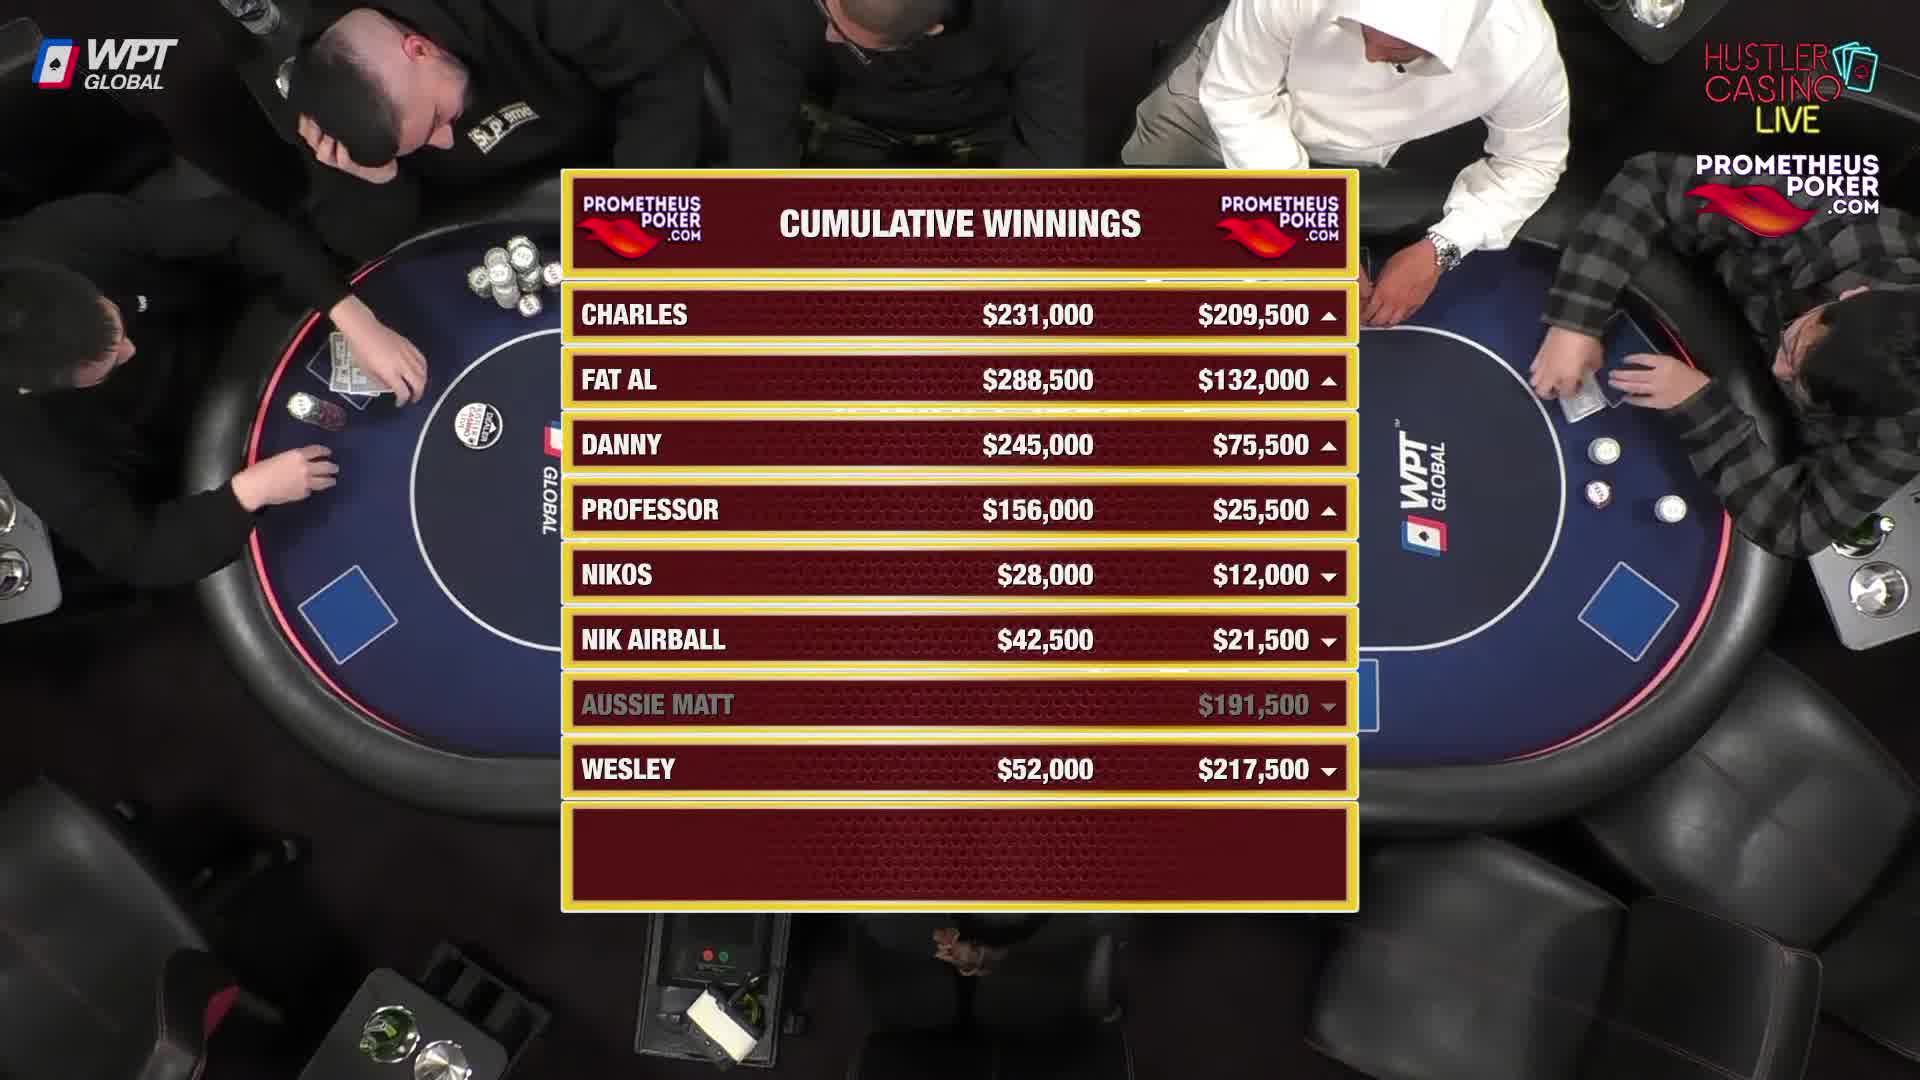 WPT
GLOBAL
HUSTLER
CASINO
LIVE
PROMETHEUS
POKER
.COM
PROMETHEUS
POKER
.COM
CUMULATIVE WINNINGS
PROMETHEUS
POKER
.COM
CHARLES $231,000 $209,500
FAT AL $288,500 $132,000
DANNY $245,000 $75,500
PROFESSOR $156,000 $25,500
NIKOS $28,000 $12,000
NIK AIRBALL $42,500 $21,500
AUSSIE MATT $191,500
WESLEY $52,000 $217,500
GLOBAL
WPT
GLOBAL
DEALER